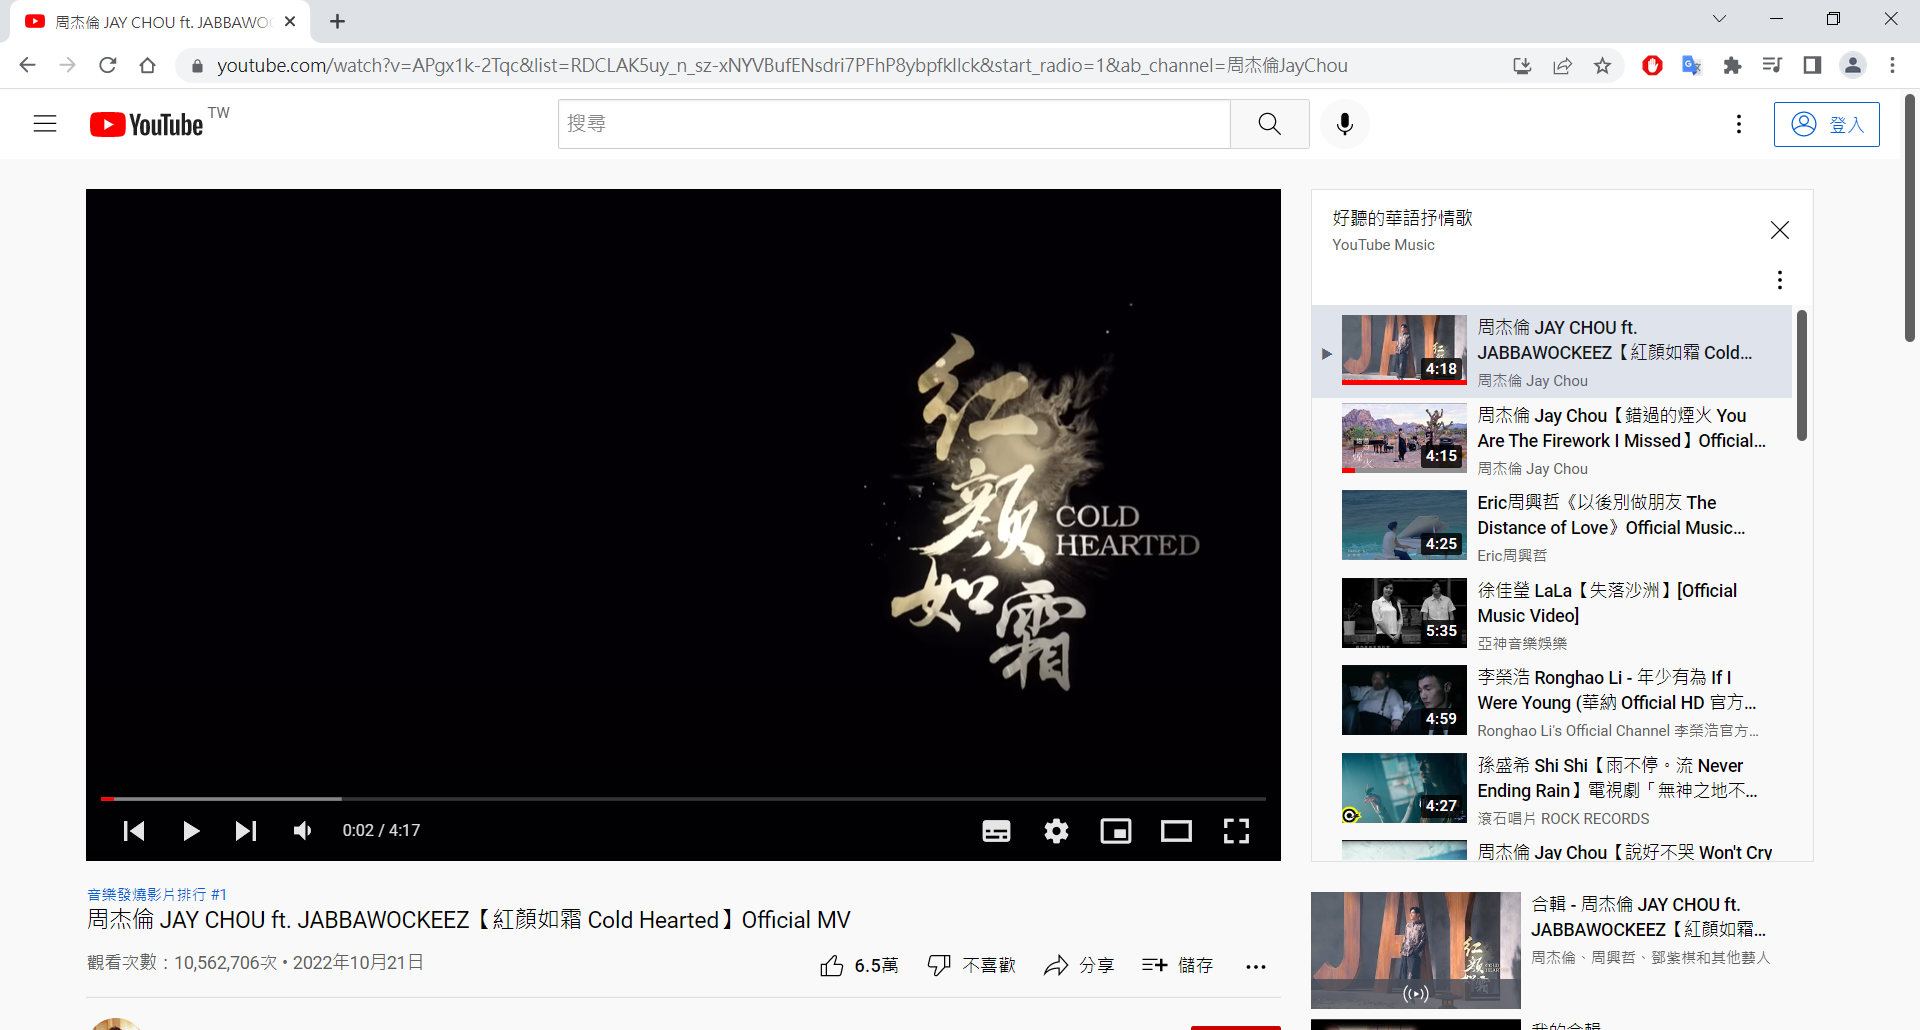 周杰倫 JAY CHOU ft. JABBAWO
youtube.com/watch?v=APgx1k-2Tqc&list=RDCLAK5uy_n_sz-xNYVBufENsdri7PFhP8ybpfkllck&start_radio=1&ab_channel=周杰倫JayChou
YouTube TW
搜尋
登入
紅顏如霜
COLD
HEARTED
0:02 / 4:17
音樂發燒影片排行 #1
周杰倫 JAY CHOU ft. JABBAWOCKEEZ【紅顏如霜 Cold Hearted】Official MV
觀看次數：10,562,706次 • 2022年10月21日
6.5萬
不喜歡
分享
儲存
好聽的華語抒情歌
YouTube Music
JAY
4:18
周杰倫 JAY CHOU ft.
JABBAWOCKEEZ【紅顏如霜 Cold...
周杰倫 Jay Chou
4:15
周杰倫 Jay Chou【錯過的煙火 You
Are The Firework I Missed】Official...
周杰倫 Jay Chou
4:25
Eric周興哲《以後別做朋友 The
Distance of Love》Official Music...
Eric周興哲
5:35
徐佳瑩 LaLa【失落沙洲】[Official
Music Video]
亞神音樂娛樂
4:59
李榮浩 Ronghao Li - 年少有為 If I
Were Young (華納 Official HD 官方...
Ronghao Li's Official Channel 李榮浩官方...
4:27
孫盛希 Shi Shi【雨不停。流 Never
Ending Rain】電視劇「無神之地不...
滾石唱片 ROCK RECORDS
周杰倫 Jay Chou【說好不哭 Won't Cry
JAY
紅顏如霜
合輯 - 周杰倫 JAY CHOU ft.
JABBAWOCKEEZ【紅顏如霜...
周杰倫、周興哲、鄧紫棋和其他藝人
我的合輯